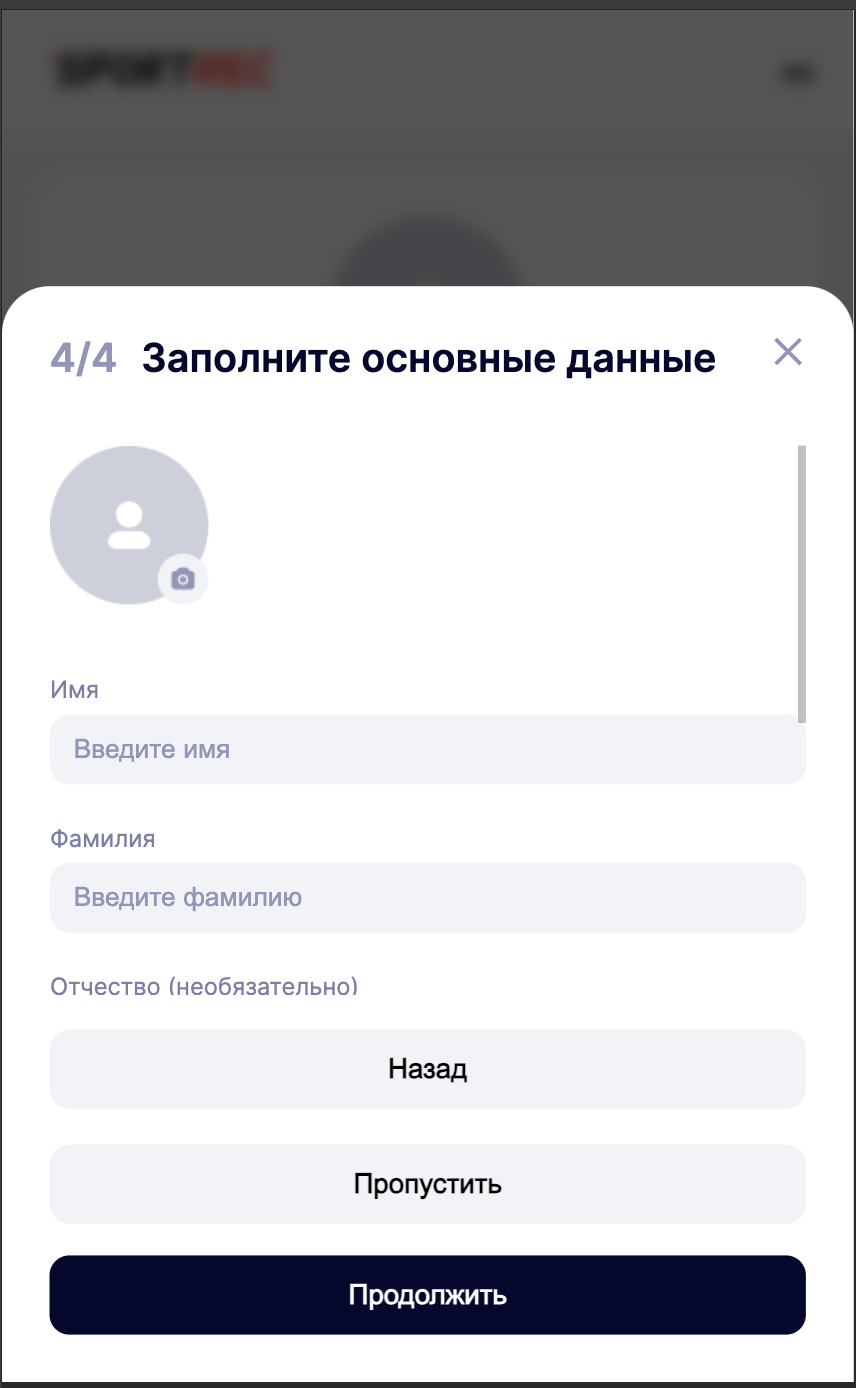 SPORTREC
4/4 Заполните основные данные
Имя
Введите имя
Фамилия
Введите фамилию
Отчество (необязательно)
Назад
Пропустить
Продолжить